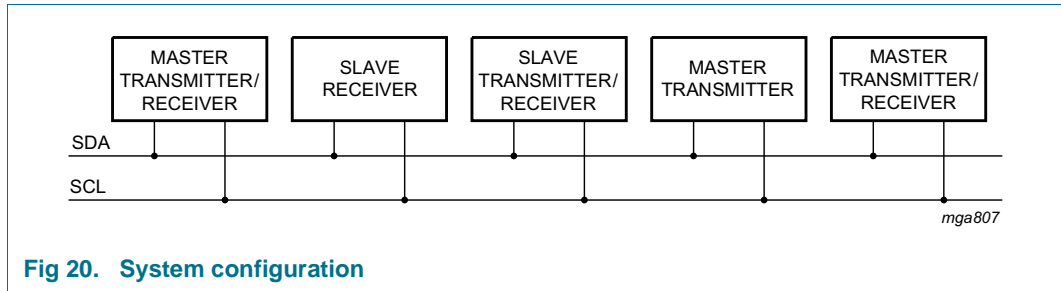 MASTER
TRANSMITTER/
RECEIVER
SLAVE
RECEIVER
SLAVE
TRANSMITTER/
RECEIVER
MASTER
TRANSMITTER
MASTER
TRANSMITTER/
RECEIVER
SDA
SCL
mga807
Fig 20. System configuration